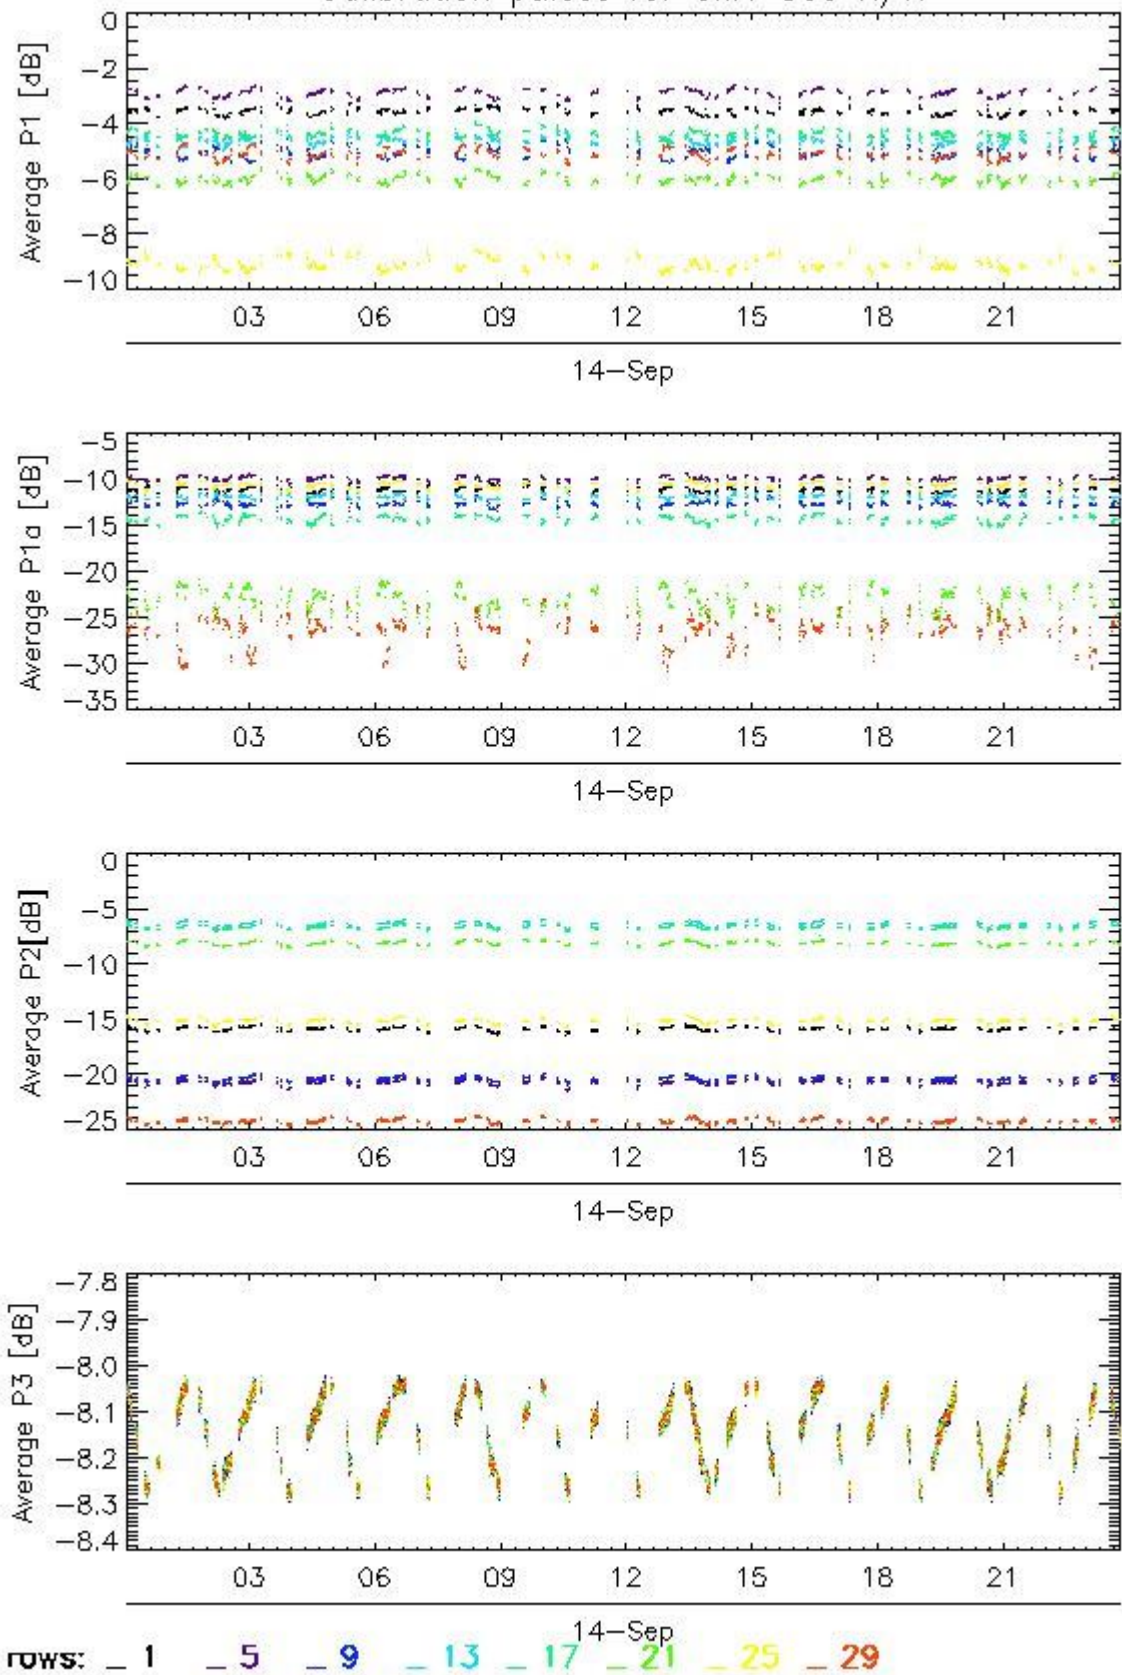 0
−2
−4
−6
−8
−10
Average P1 [dB]
03 06 09 12 15 18 21
14−Sep
−5
−10
−15
−20
−25
−30
−35
Average P1a [dB]
03 06 09 12 15 18 21
14−Sep
0
−5
−10
−15
−20
−25
Average P2[dB]
03 06 09 12 15 18 21
14−Sep
−7.8
−7.9
−8.0
−8.1
−8.2
−8.3
−8.4
Average P3 [dB]
03 06 09 12 15 18 21
14−Sep
rows: _ 1 _ 5 _ 9 _ 13 _ 17 _ 21 _ 25 _ 29